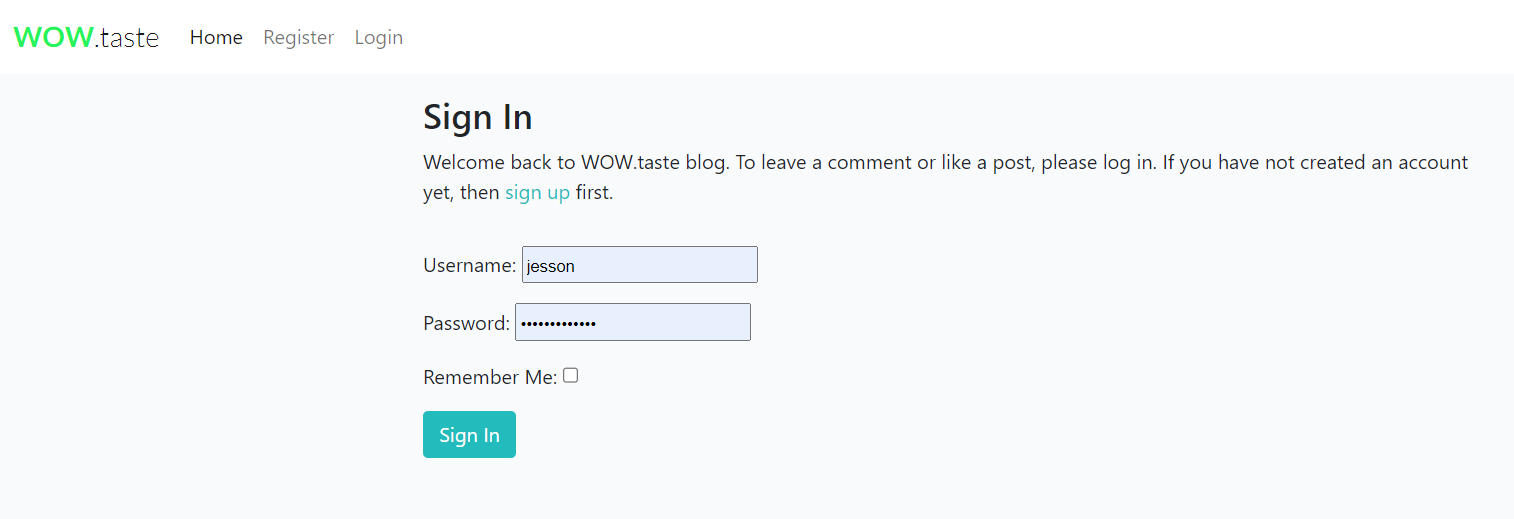 WOW.taste Home Register Login
Sign In
Welcome back to WOW.taste blog. To leave a comment or like a post, please log in. If you have not created an account
yet, then sign up first.
Username: jesson
Password: •••••••••••••
Remember Me:
Sign In